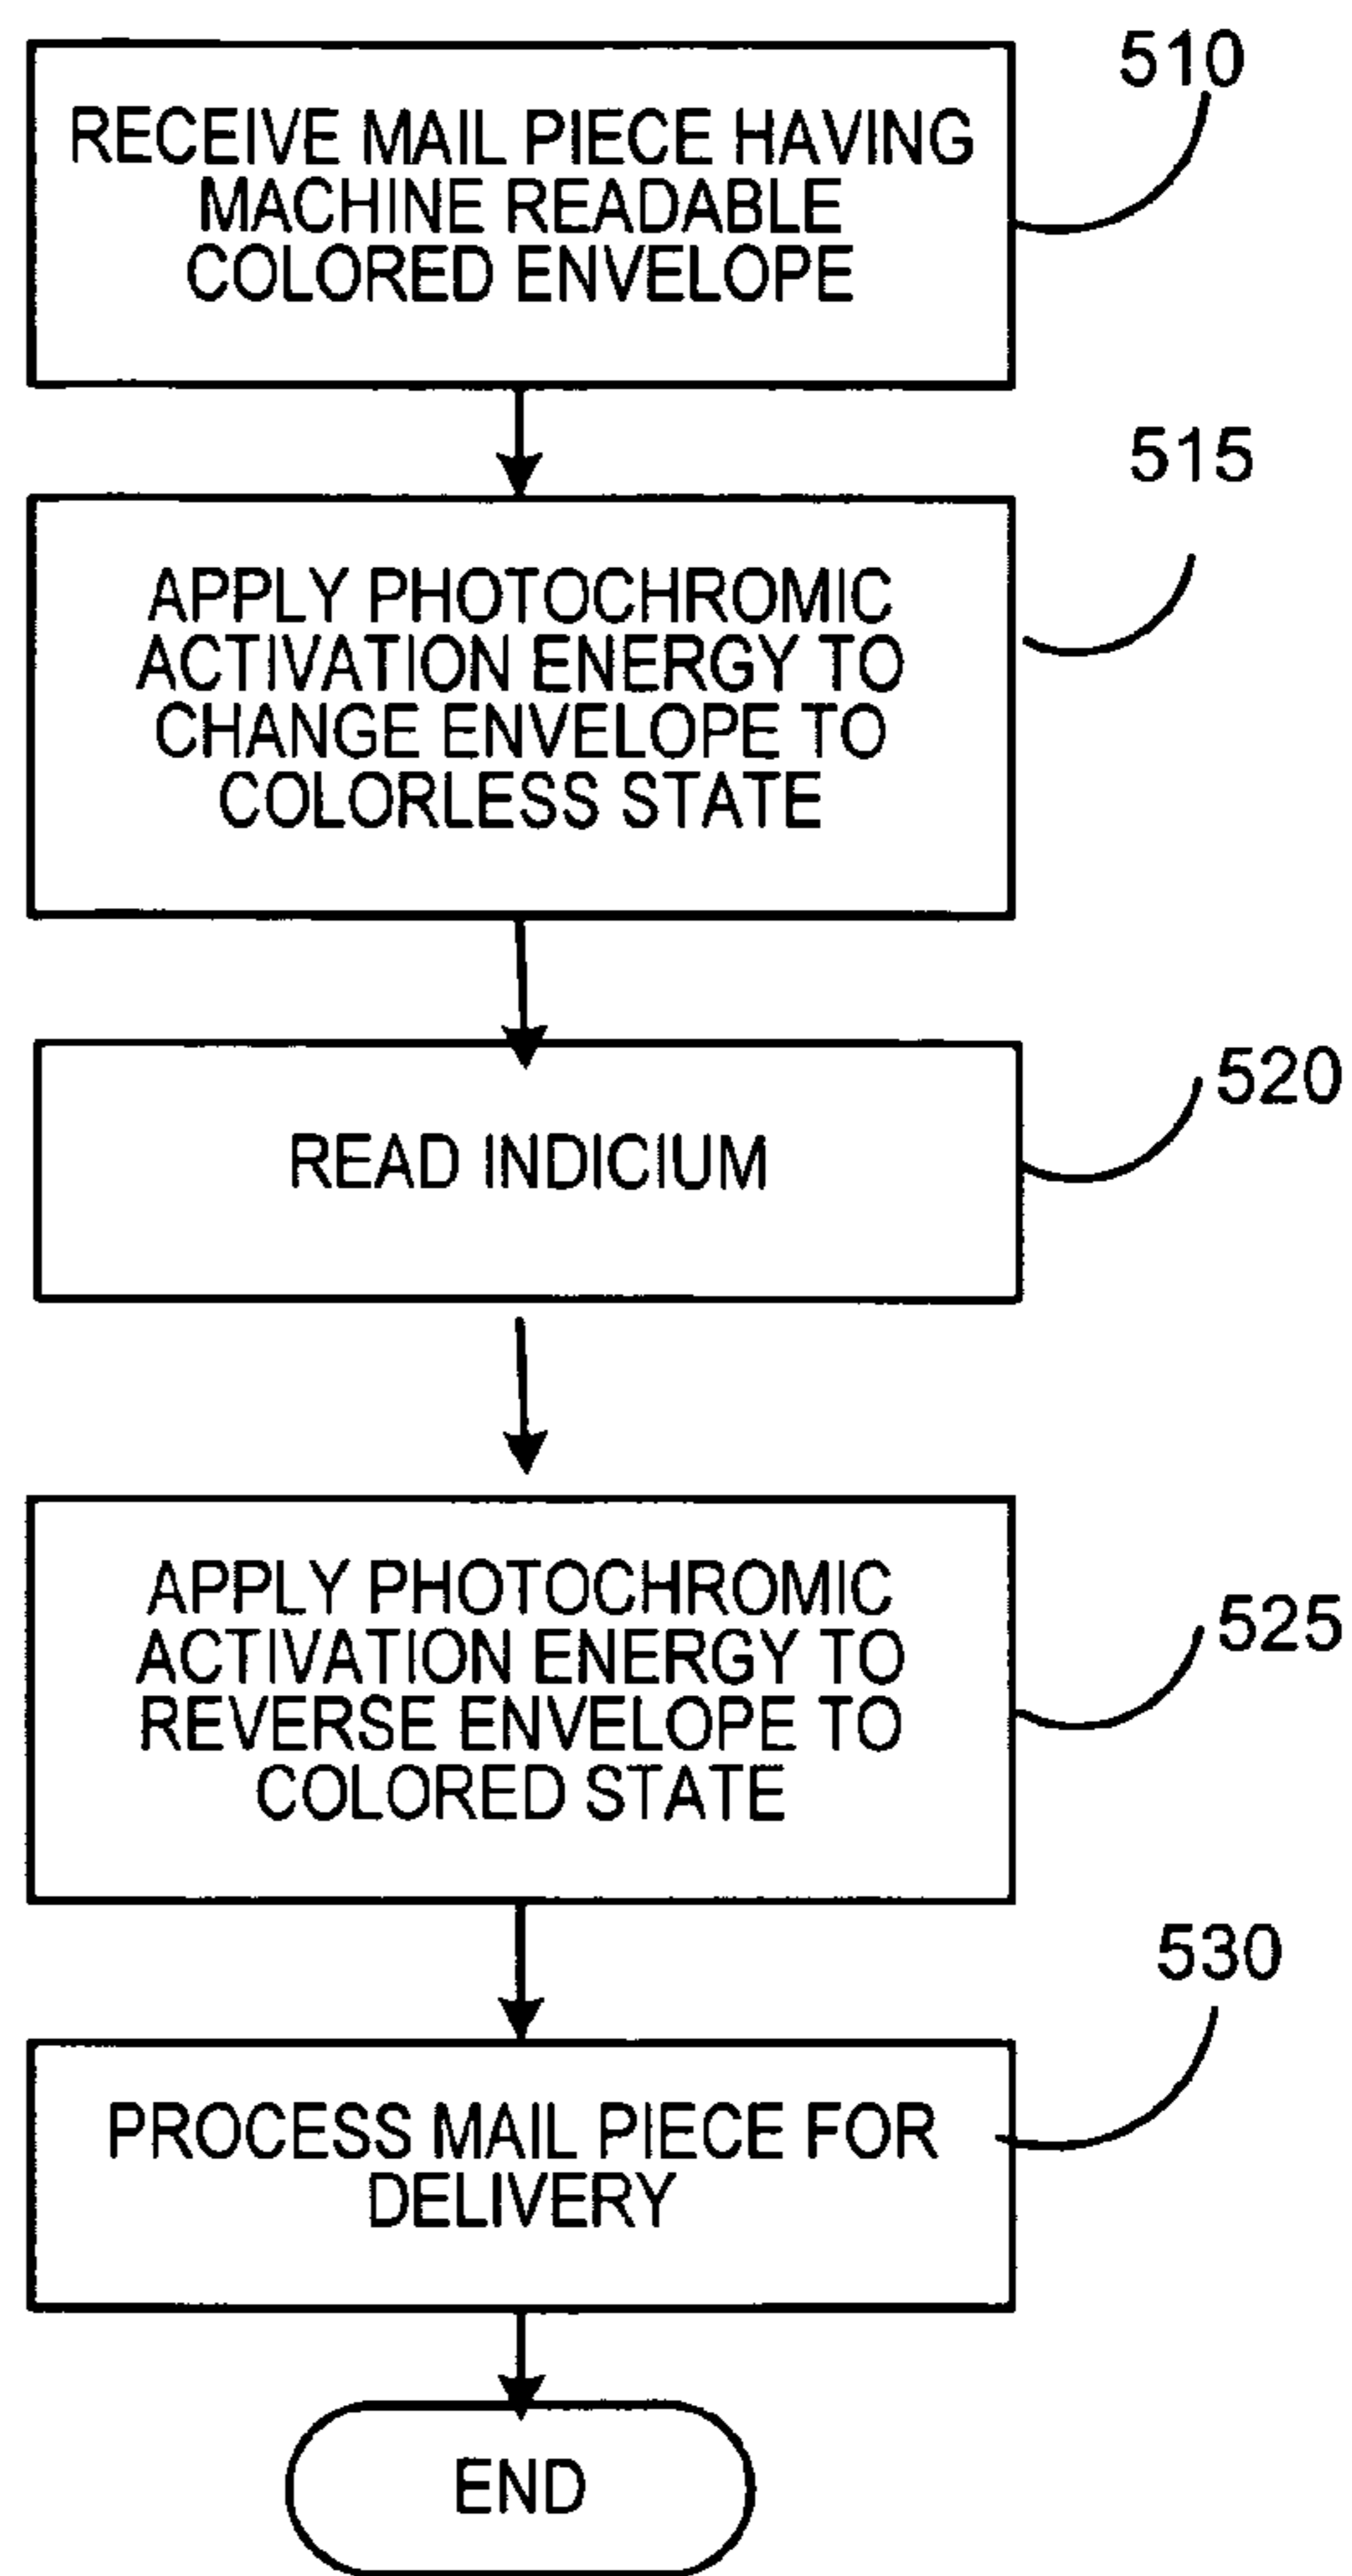 510
RECEIVE MAIL PIECE HAVING
MACHINE READABLE
COLORED ENVELOPE
515
APPLY PHOTOCHROMIC
ACTIVATION ENERGY TO
CHANGE ENVELOPE TO
COLORLESS STATE
520
READ INDICIUM
525
APPLY PHOTOCHROMIC
ACTIVATION ENERGY TO
REVERSE ENVELOPE TO
COLORED STATE
530
PROCESS MAIL PIECE FOR
DELIVERY
END